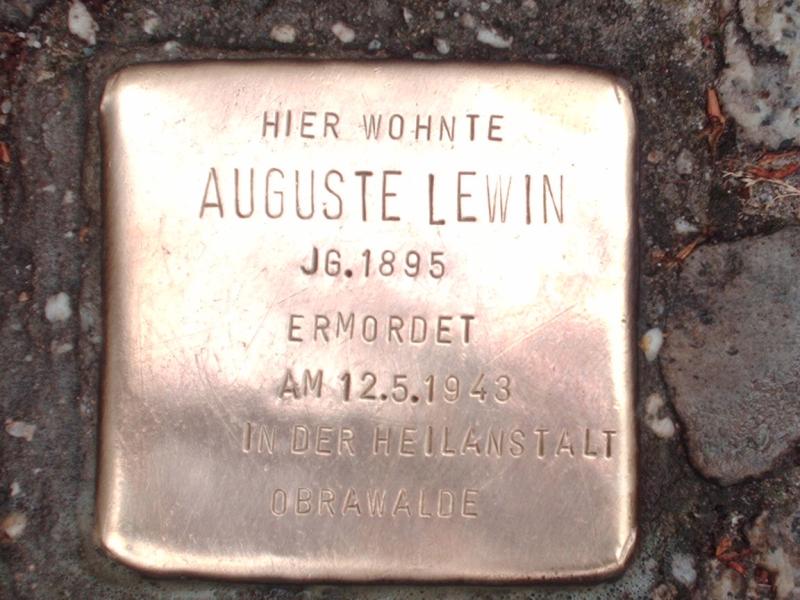 HIER WOHNTE
AUGUSTE LEWIN
JG.1895
ERMORDET
AM 12.5.1943
IN DER HEILANSTALT
OBRAWALDE